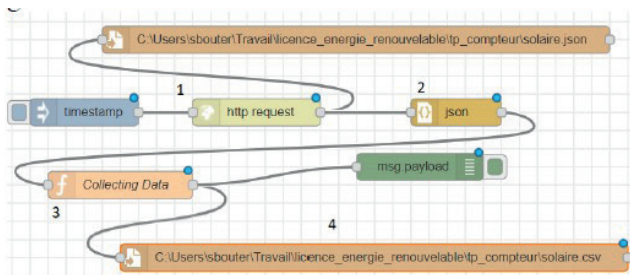 C:\Users\sbouter\Travail\licence_energie_renouvelable\tp_compteur\solaire.json
1
2
timestamp
http request
json
msg.payload
Collecting Data
3
4
C:\Users\sbouter\Travail\licence_energie_renouvelable\tp_compteur\solaire.csv